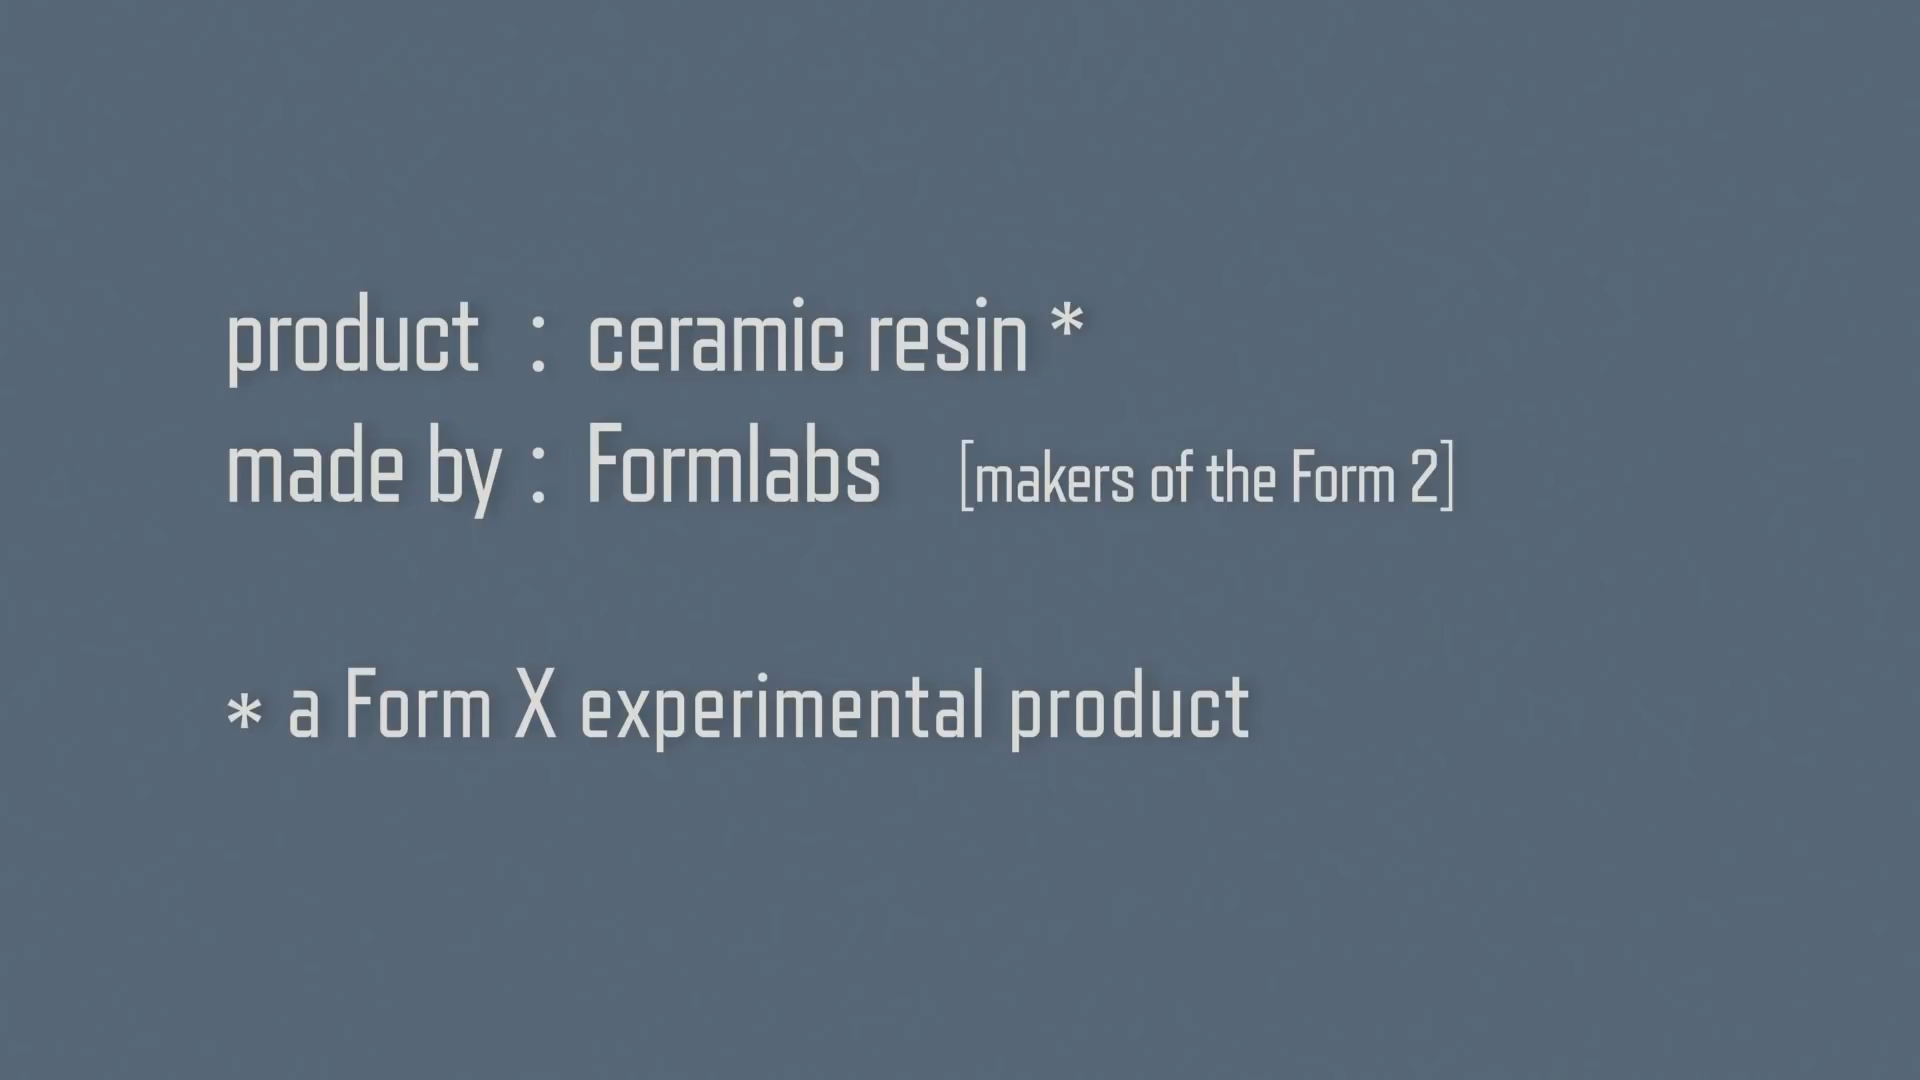 product : ceramic resin *
made by : Formlabs [makers of the Form 2]
* a Form X experimental product